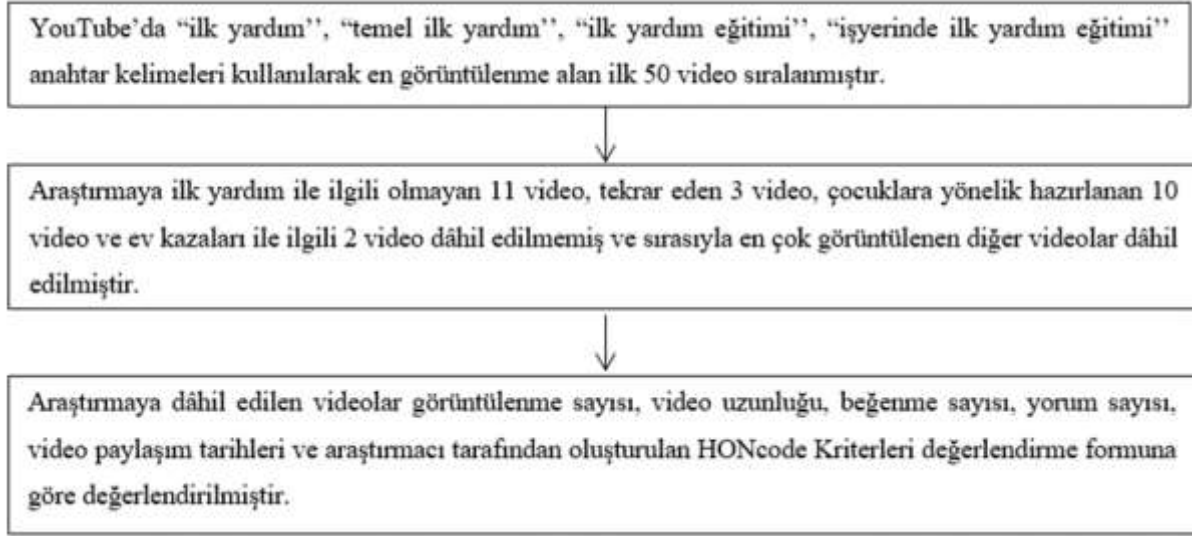 YouTube’da “ilk yardım’’, “temel ilk yardım’’, “ilk yardım eğitimi’’, “işyerinde ilk yardım eğitimi’’
anahtar kelimeleri kullanılarak en görüntülenme alan ilk 50 video sıralanmıştır.
Araştırmaya ilk yardım ile ilgili olmayan 11 video, tekrar eden 3 video, çocuklara yönelik hazırlanan 10
video ve ev kazaları ile ilgili 2 video dâhil edilmemiş ve sırasıyla en çok görüntülenen diğer videolar dâhil
edilmiştir.
Araştırmaya dâhil edilen videolar görüntülenme sayısı, video uzunluğu, beğenme sayısı, yorum sayısı,
video paylaşım tarihleri ve araştırmacı tarafından oluşturulan HONcode Kriterleri değerlendirme formuna
göre değerlendirilmiştir.